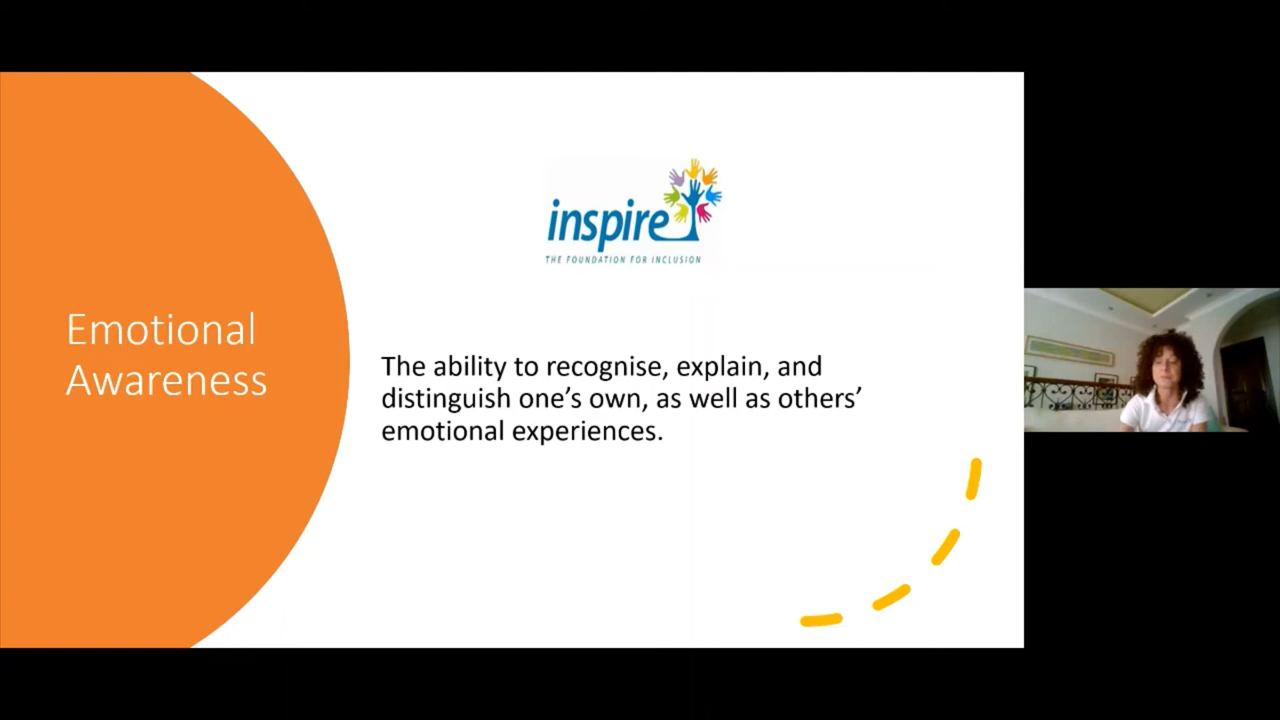 Emotional
Awareness
inspire
THE FOUNDATION FOR INCLUSION
The ability to recognise, explain, and
distinguish one’s own, as well as others’
emotional experiences.